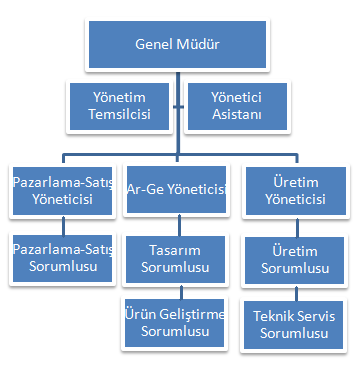 Genel Müdür
Yönetim
Temsilcisi
Yönetici
Asistanı
Pazarlama-Satış
Yöneticisi
Ar-Ge Yöneticisi
Üretim
Yöneticisi
Pazarlama-Satış
Sorumlusu
Tasarım
Sorumlusu
Üretim
Sorumlusu
Ürün Geliştirme
Sorumlusu
Teknik Servis
Sorumlusu